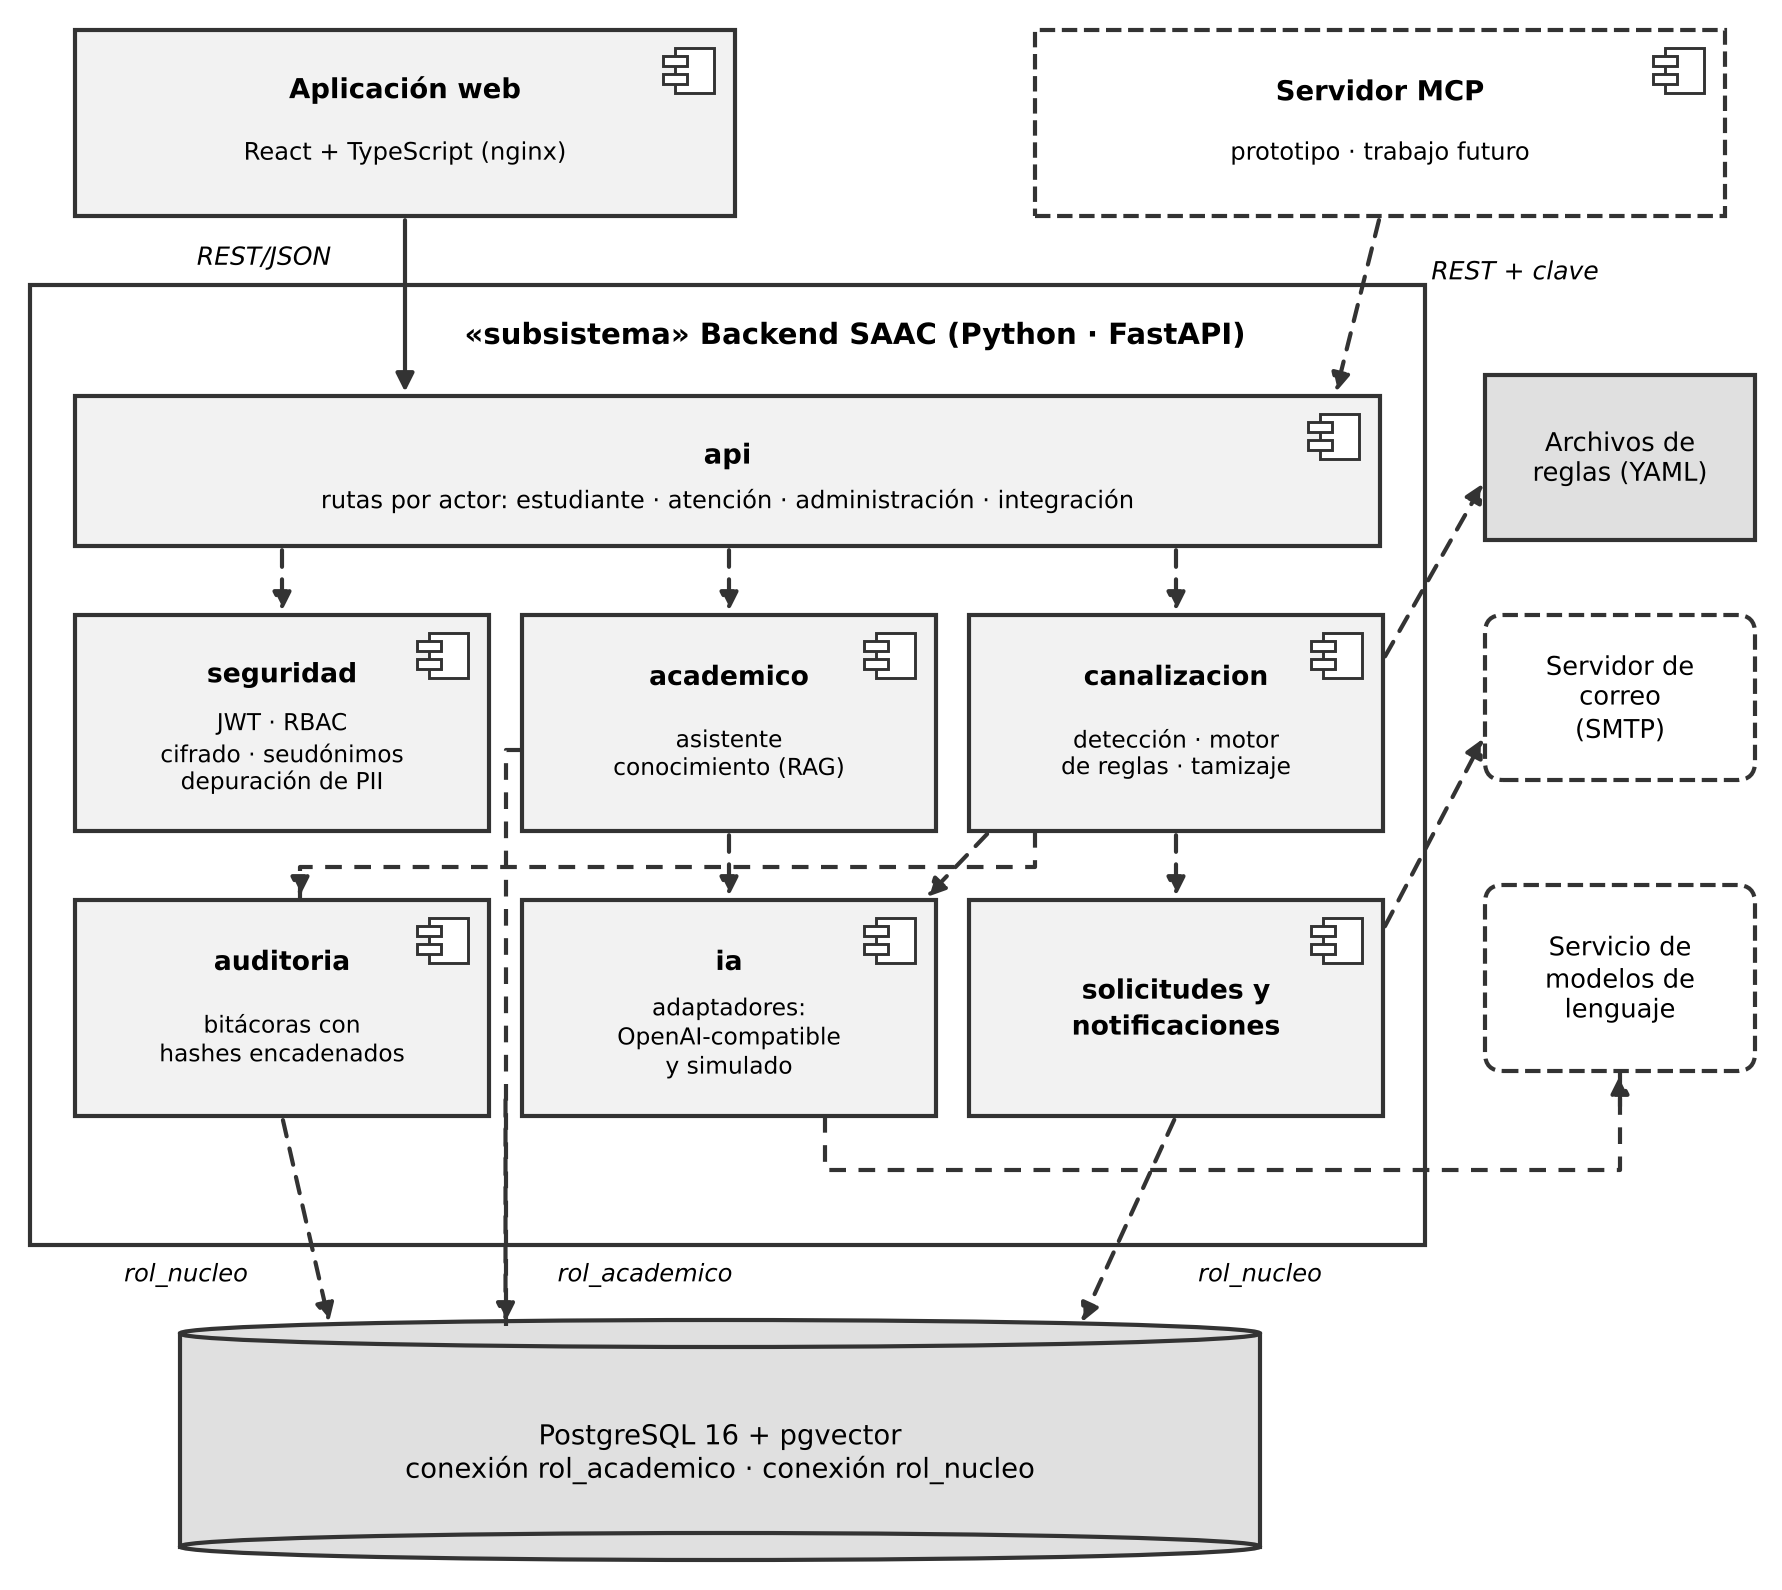 Aplicación web
React + TypeScript (nginx)
Servidor MCP
prototipo · trabajo futuro
REST/JSON
REST + clave
«subsistema» Backend SAAC (Python · FastAPI)
api
rutas por actor: estudiante · atención · administración · integración
Archivos de
reglas (YAML)
seguridad
JWT · RBAC
cifrado · seudónimos
depuración de PII
academico
asistente
conocimiento (RAG)
canalizacion
detección · motor
de reglas · tamizaje
Servidor de
correo
(SMTP)
auditoria
bitácoras con
hashes encadenados
ia
adaptadores:
OpenAI-compatible
y simulado
solicitudes y
notificaciones
Servicio de
modelos de
lenguaje
rol_nucleo
rol_academico
rol_nucleo
PostgreSQL 16 + pgvector
conexión rol_academico · conexión rol_nucleo